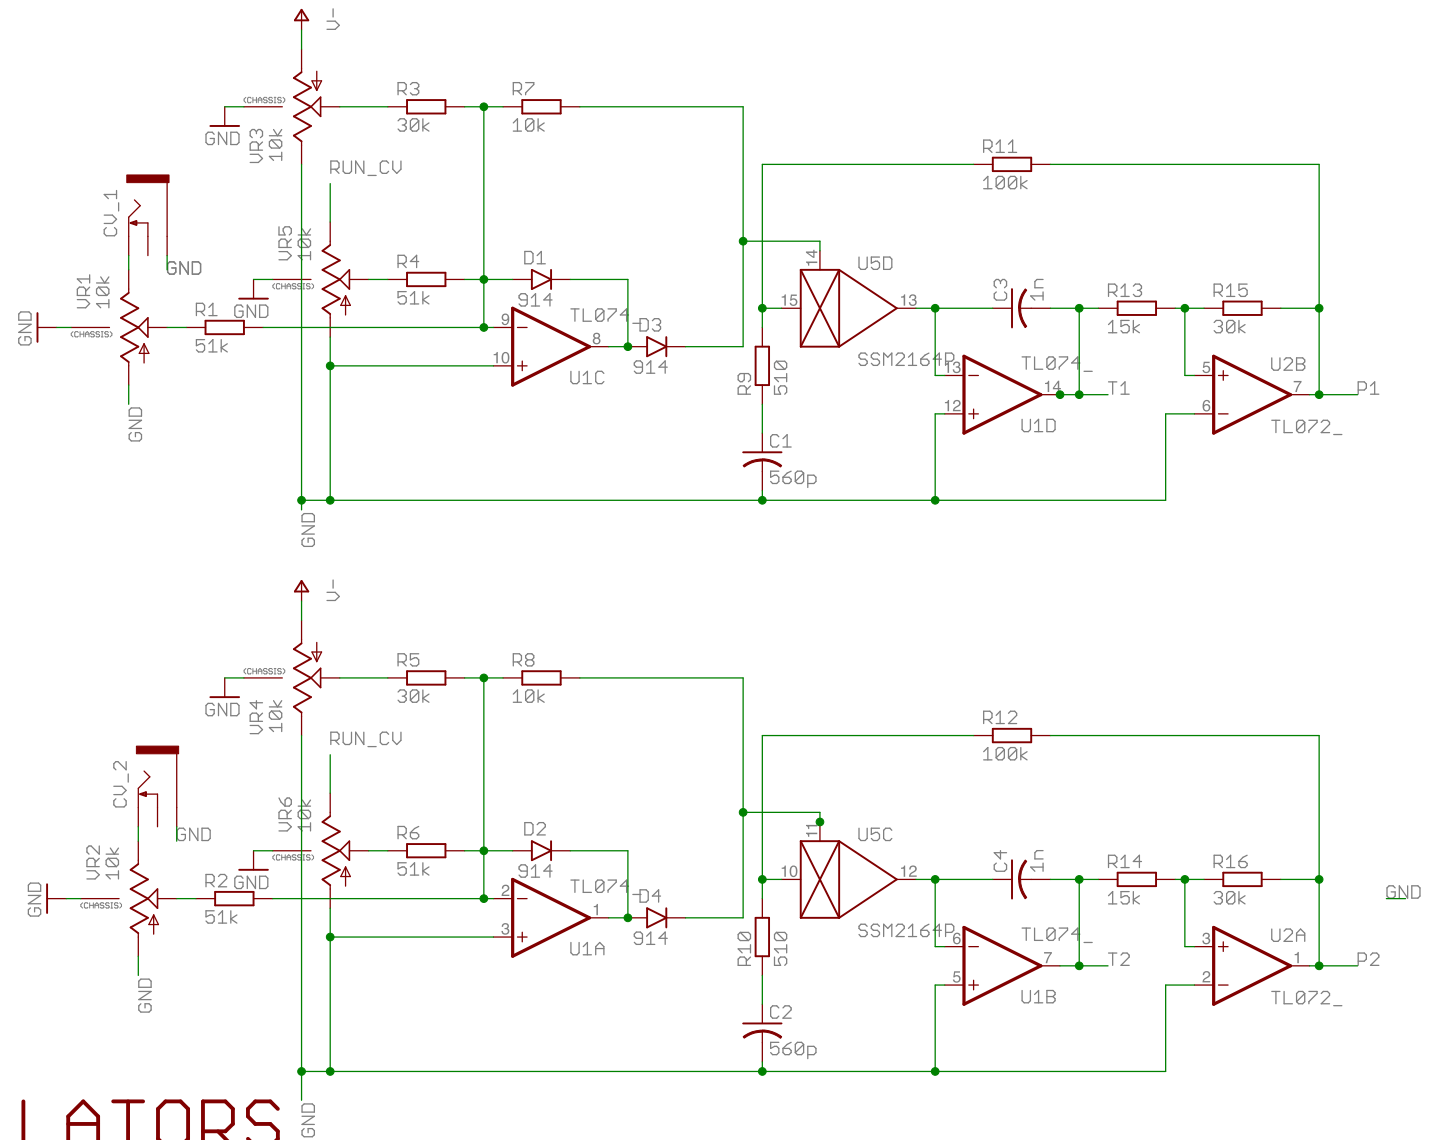 V-
(CHASSIS)
GND
VR3
10k
R3
30k
R7
10k
RUN_CV
R11
100k
CV_1
GND
VR5
10k
VR1
10k
GND
(CHASSIS)
R1
51k
GND
(CHASSIS)
R4
51k
D1
914
TL074
9
10
8
U1C
D3
914
14
U5D
15
13
SSM2164P
C3
1n
R13
15k
R15
30k
R9
510
TL074_
13
12
14
T1
U1D
U2B
5
6
7
P1
TL072_
C1
560p
GND
GND
V-
(CHASSIS)
GND
VR4
10k
R5
30k
R8
10k
RUN_CV
R12
100k
CV_2
GND
VR6
10k
VR2
10k
GND
(CHASSIS)
R2
51k
GND
(CHASSIS)
R6
51k
D2
914
TL074
2
3
1
U1A
D4
914
11
U5C
10
12
SSM2164P
C4
1n
R14
15k
R16
30k
GND
R10
510
TL074_
6
5
7
T2
U1B
U2A
3
2
1
P2
TL072_
C2
560p
GND
GND
LATORS